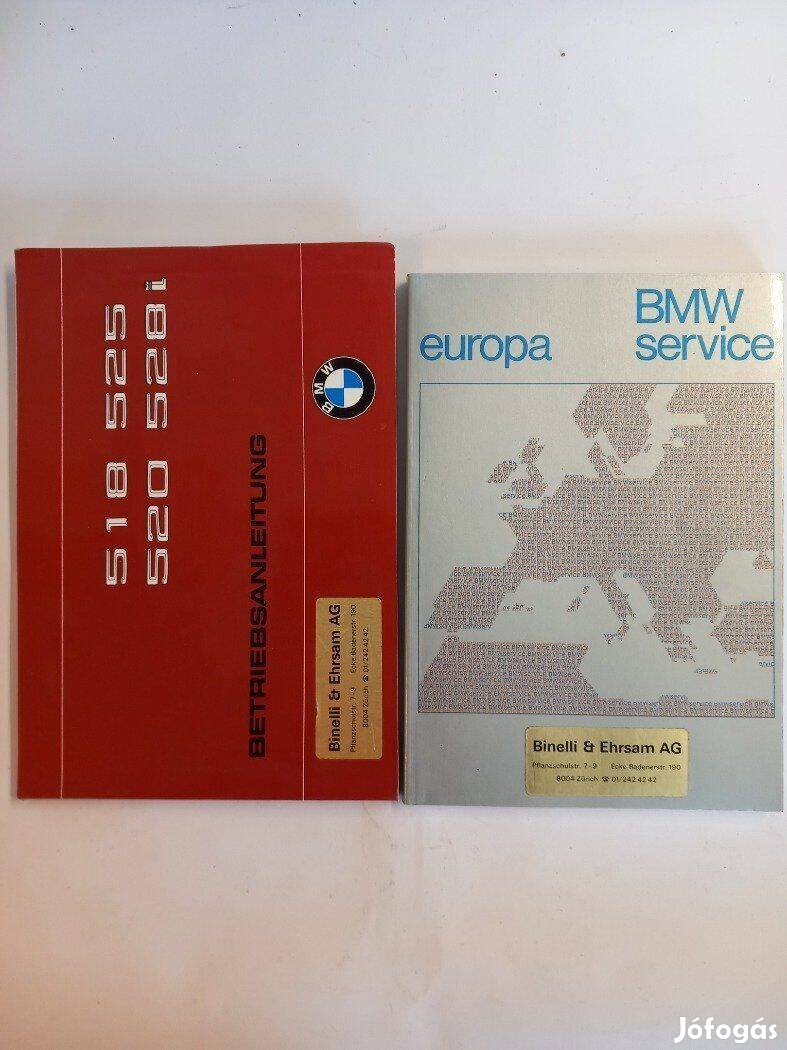 518 525
520 528i
BETRIEBSANLEITUNG
BMW
Binelli & Ehrsam AG
Pflanzschulstr. 7-9 Ecke Badenerstr. 190
8004 Zürich ☎ 01/242 42 42
europa
BMW
service
Binelli & Ehrsam AG
Pflanzschulstr. 7-9 Ecke Badenerstr. 190
8004 Zürich ☎ 01/242 42 42
Jófogás